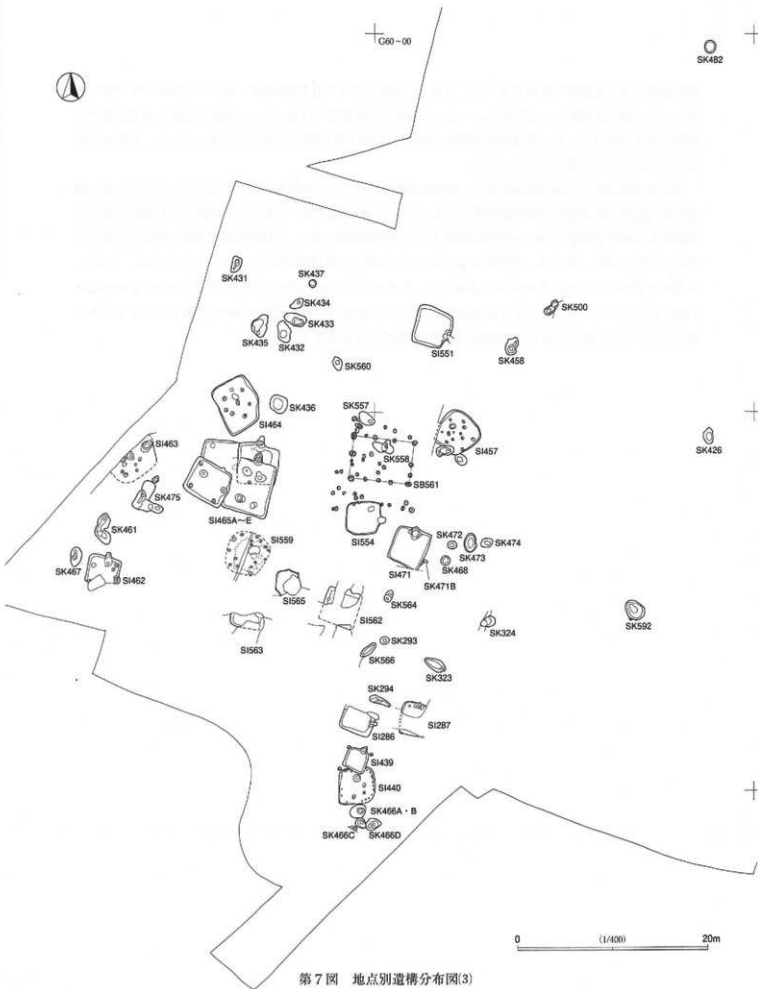 G60-00
SK482
SK431
SK437
SK434
SK433
SK435
SK432
SK500
SI551
SK458
SK560
SK436
SI464
SK557
SI463
SI457
SK426
SK558
SK475
SB561
SI465A〜E
SK461
SI554
SK472
SK474
SI559
SK473
SK467
SI462
SI471
SK468
SK471B
SI565
SK564
SI562
SI563
SK324
SK592
SK293
SK566
SK323
SK294
SI286
SI287
SI439
SI440
SK466A・B
SK466C
SK466D
0
(1/400)
20m
第7図 地点別遺構分布図(3)